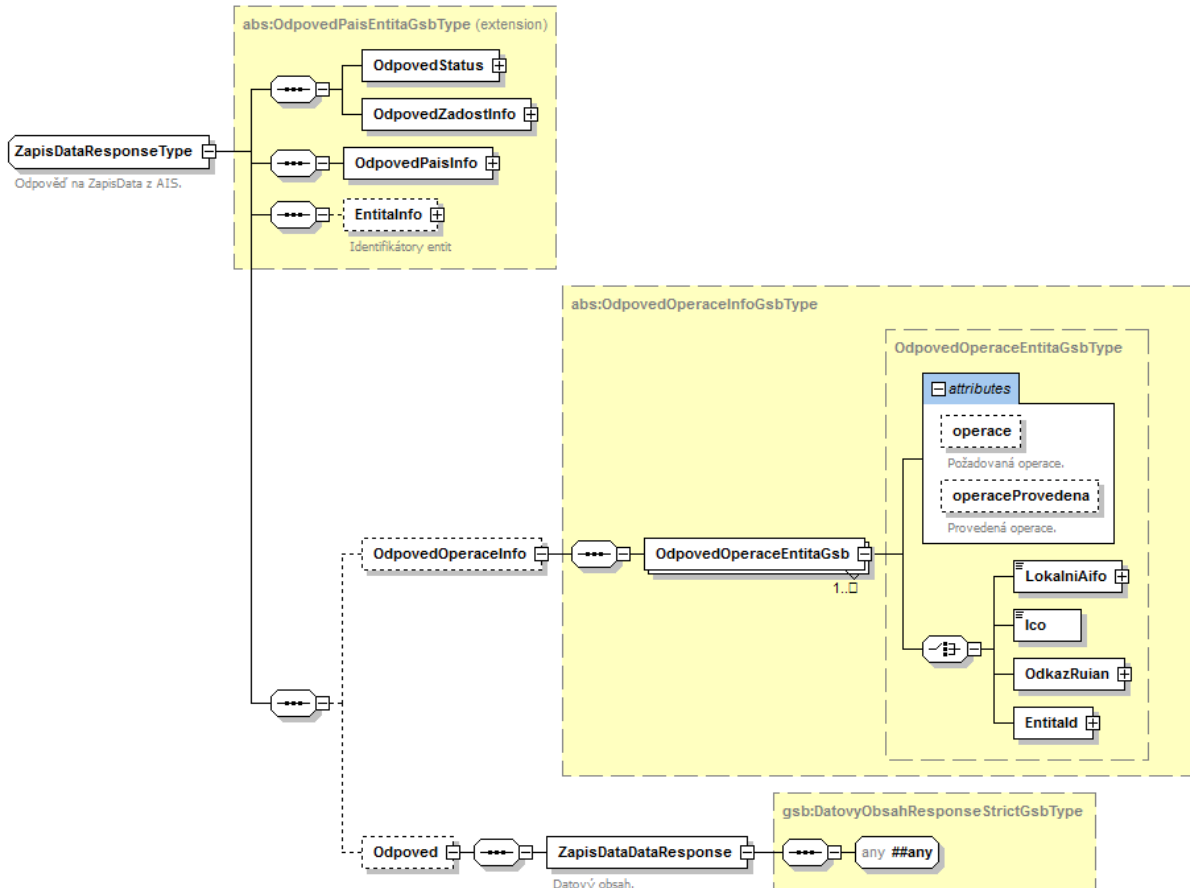 abs:OdpovedPaisEntitaGsbType (extension)
OdpovedStatus
OdpovedZadostInfo
ZapisDataResponseType
Odpověď na ZapisData z AIS.
OdpovedPaisInfo
EntitaInfo
Identifikátory entit
abs:OdpovedOperaceInfoGsbType
OdpovedOperaceEntitaGsbType
attributes
operace
Požadovaná operace.
operaceProvedena
Provedená operace.
OdpovedOperaceInfo
OdpovedOperaceEntitaGsb
1..□
LokalniAifo
Ico
OdkazRuian
EntitaId
gsb:DatovyObsahResponseStrictGsbType
Odpoved
ZapisDataDataResponse
any ##any
Datový obsah.